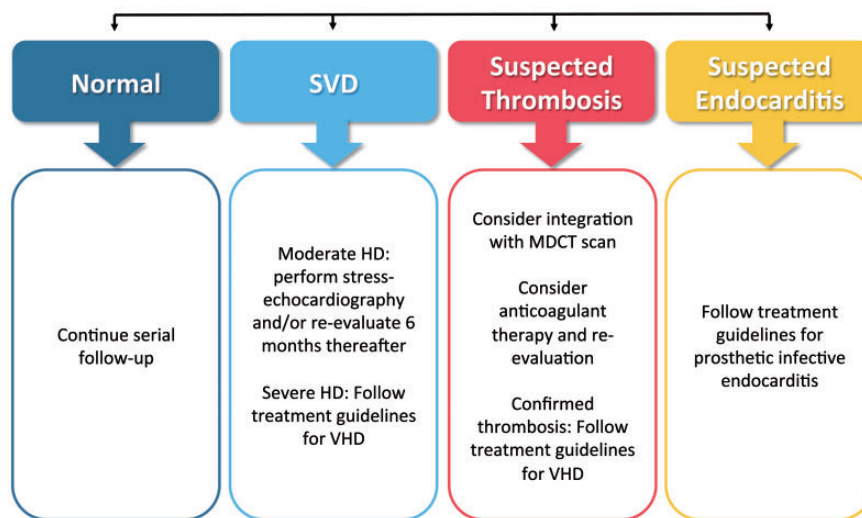 Normal
SVD
Suspected
Thrombosis
Suspected
Endocarditis
Continue serial
follow-up
Moderate HD:
perform stress-
echocardiography
and/or re-evaluate 6
months thereafter
Severe HD: Follow
treatment guidelines
for VHD
Consider integration
with MDCT scan
Consider
anticoagulant
therapy and re-
evaluation
Confirmed
thrombosis: Follow
treatment guidelines
for VHD
Follow treatment
guidelines for
prosthetic infective
endocarditis